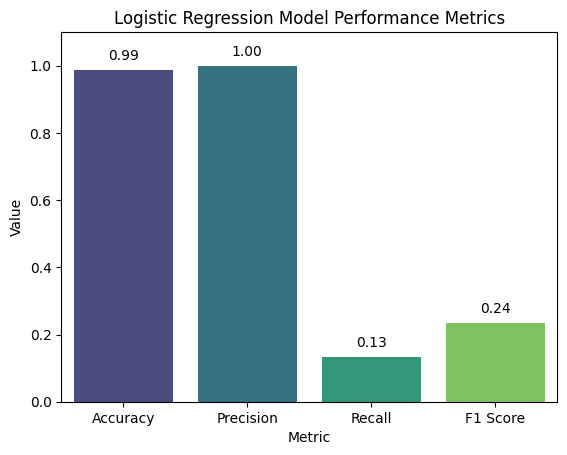 Logistic Regression Model Performance Metrics
0.99
1.00
0.13
0.24
1.0
0.8
0.6
0.4
0.2
0.0
Value
Accuracy
Precision
Recall
F1 Score
Metric